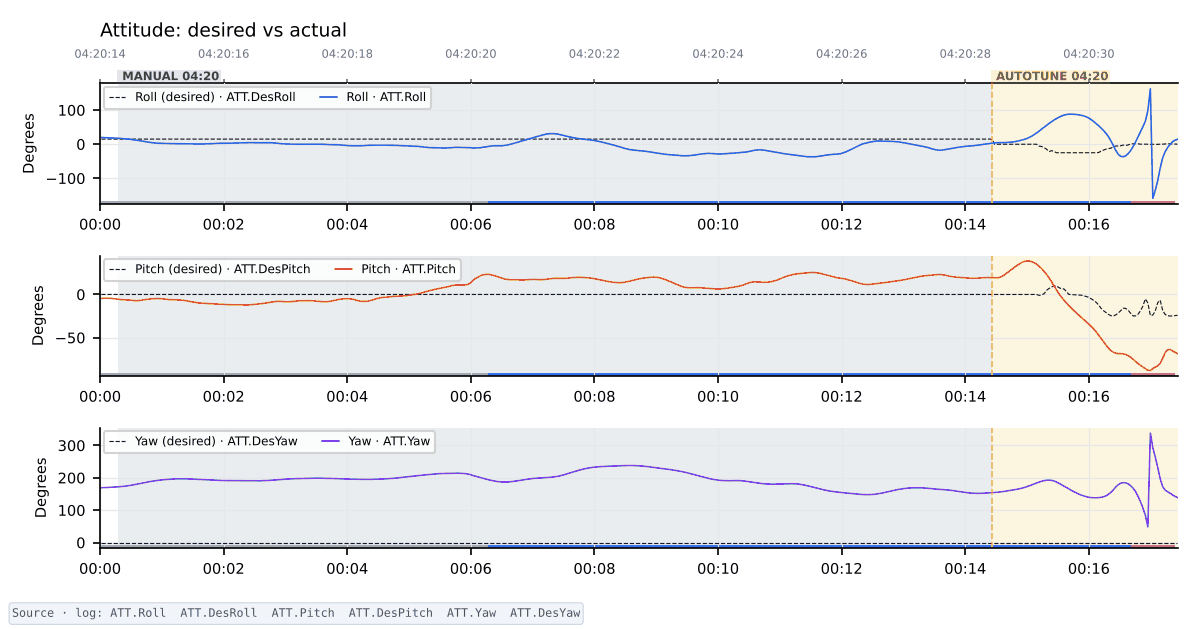 Attitude: desired vs actual
04:20:14 04:20:16 04:20:18 04:20:20 04:20:22 04:20:24 04:20:26 04:20:28 04:20:30
MANUAL 04:20 AUTOTUNE 04:20
Roll (desired) · ATT.DesRoll Roll · ATT.Roll
Degrees
100
0
−100
00:00 00:02 00:04 00:06 00:08 00:10 00:12 00:14 00:16
Pitch (desired) · ATT.DesPitch Pitch · ATT.Pitch
Degrees
0
−50
00:00 00:02 00:04 00:06 00:08 00:10 00:12 00:14 00:16
Yaw (desired) · ATT.DesYaw Yaw · ATT.Yaw
Degrees
300
200
100
0
00:00 00:02 00:04 00:06 00:08 00:10 00:12 00:14 00:16
Source · log: ATT.Roll ATT.DesRoll ATT.Pitch ATT.DesPitch ATT.Yaw ATT.DesYaw